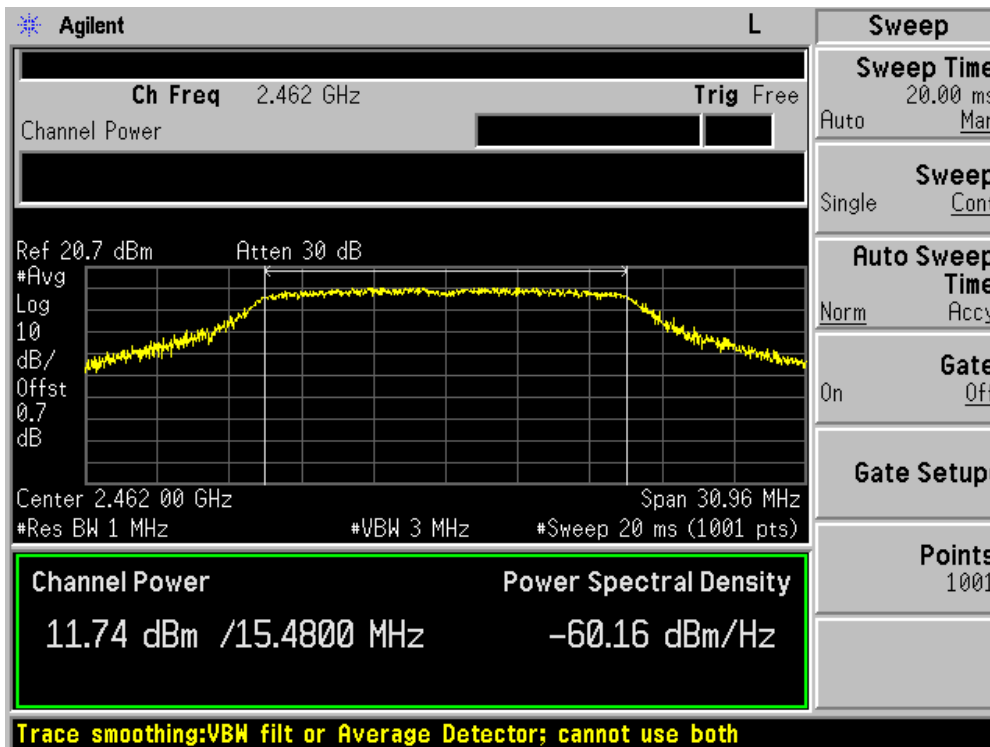 Agilent
L
Sweep
Ch Freq 2.462 GHz
Trig Free
Channel Power
Ref 20.7 dBm
Atten 30 dB
#Avg
Log
10
dB/
Offst
0.7
dB
Center 2.462 00 GHz
Span 30.96 MHz
#Res BW 1 MHz
#VBW 3 MHz
#Sweep 20 ms (1001 pts)
Channel Power
Power Spectral Density
11.74 dBm /15.4800 MHz
-60.16 dBm/Hz
Trace smoothing:VBW filt or Average Detector; cannot use both
Sweep Time
20.00 ms
Auto Man
Sweep
Single Cont
Auto Sweep
Time
Norm Accy
Gate
On Off
Gate Setup
Points
1001